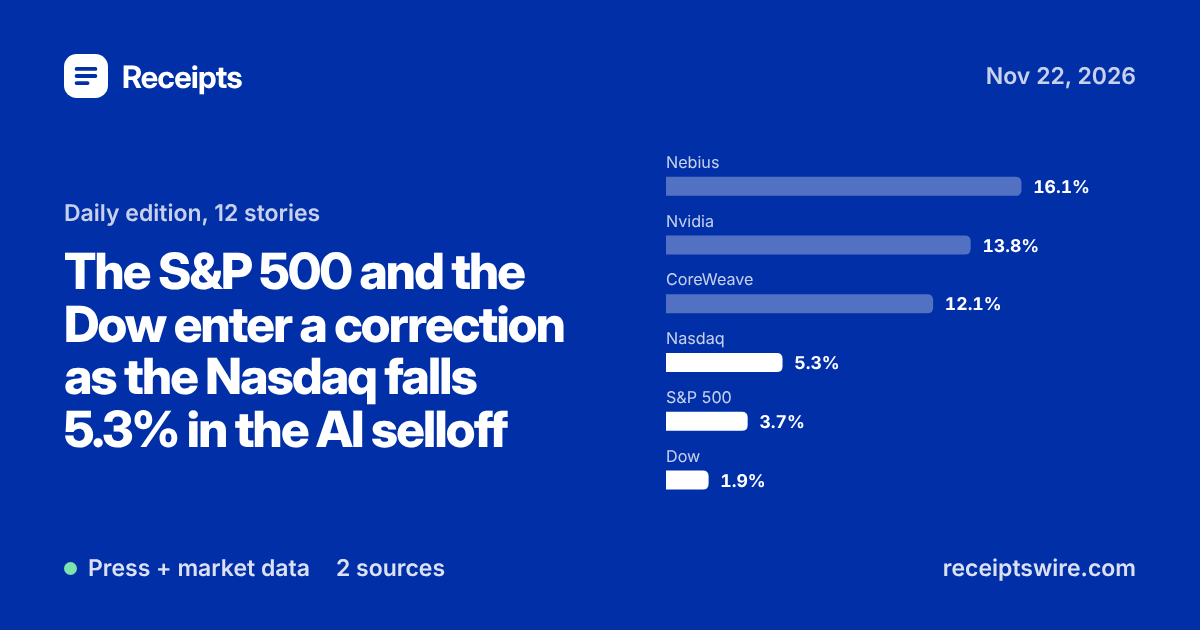 Receipts
Nov 22, 2026
Daily edition, 12 stories
The S&P 500 and the
Dow enter a correction
as the Nasdaq falls
5.3% in the AI selloff
Nebius
16.1%
Nvidia
13.8%
CoreWeave
12.1%
Nasdaq
5.3%
S&P 500
3.7%
Dow
1.9%
Press + market data 2 sources
receiptswire.com